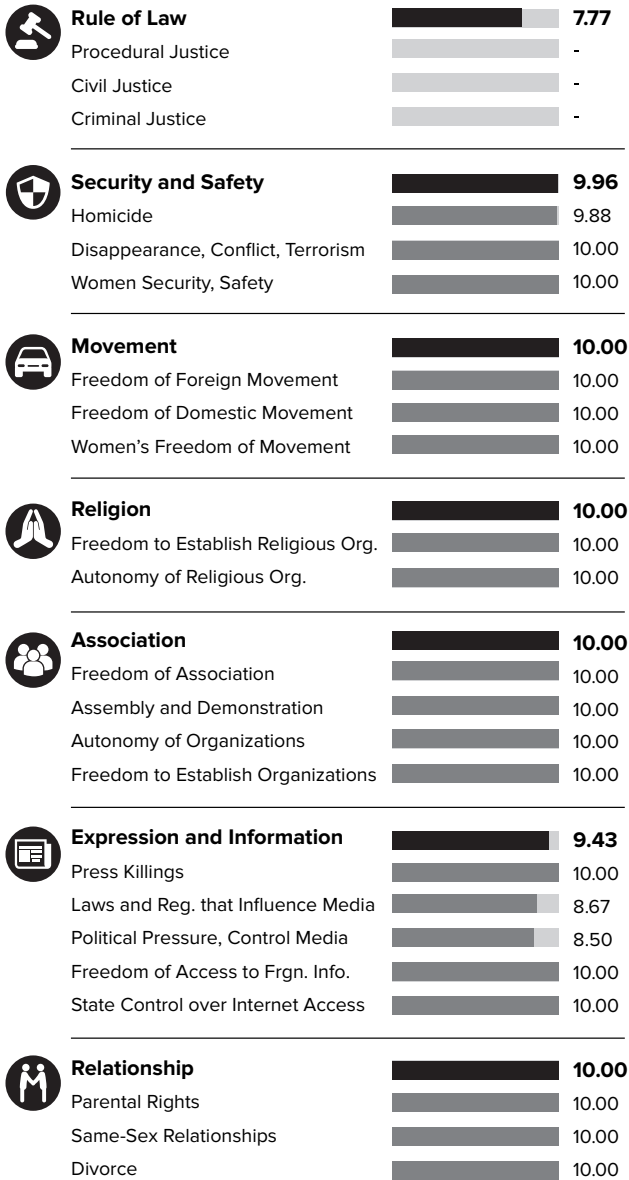 Rule of Law 7.77
Procedural Justice -
Civil Justice -
Criminal Justice -
Security and Safety 9.96
Homicide 9.88
Disappearance, Conflict, Terrorism 10.00
Women Security, Safety 10.00
Movement 10.00
Freedom of Foreign Movement 10.00
Freedom of Domestic Movement 10.00
Women’s Freedom of Movement 10.00
Religion 10.00
Freedom to Establish Religious Org. 10.00
Autonomy of Religious Org. 10.00
Association 10.00
Freedom of Association 10.00
Assembly and Demonstration 10.00
Autonomy of Organizations 10.00
Freedom to Establish Organizations 10.00
Expression and Information 9.43
Press Killings 10.00
Laws and Reg. that Influence Media 8.67
Political Pressure, Control Media 8.50
Freedom of Access to Frgn. Info. 10.00
State Control over Internet Access 10.00
Relationship 10.00
Parental Rights 10.00
Same-Sex Relationships 10.00
Divorce 10.00